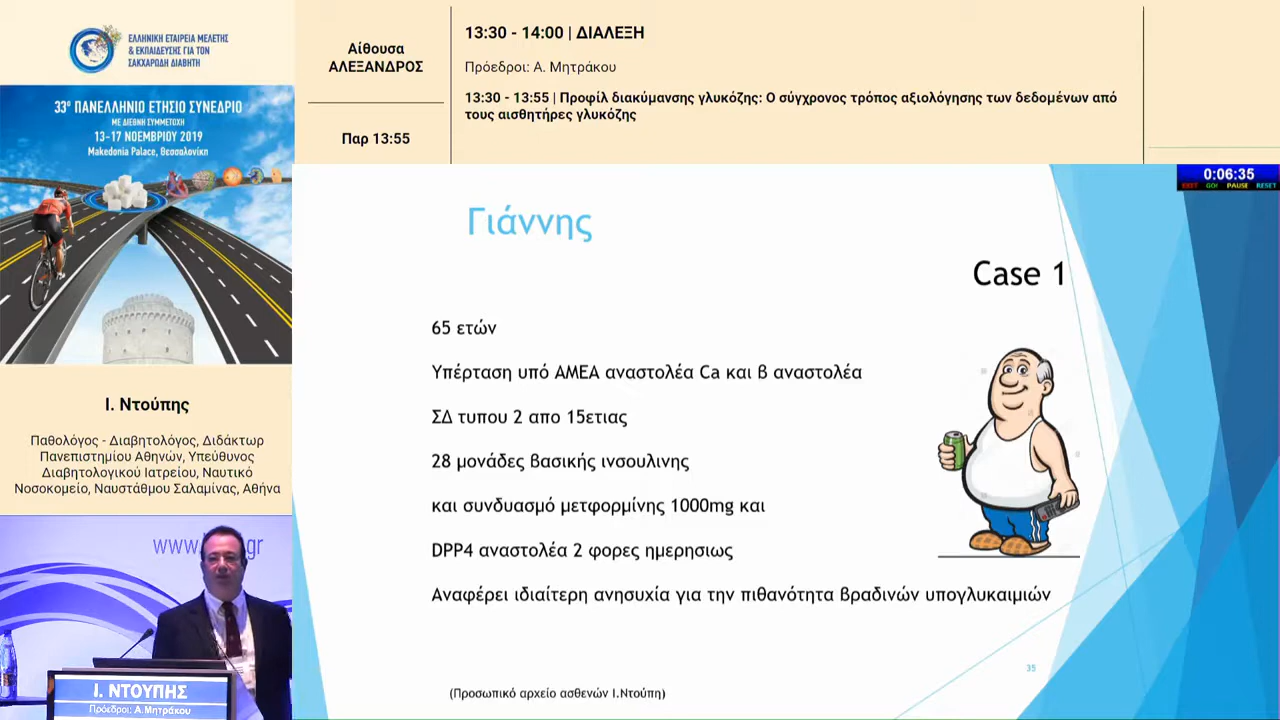 ΕΛΛΗΝΙΚΗ ΕΤΑΙΡΕΙΑ ΜΕΛΕΤΗΣ
& ΕΚΠΑΙΔΕΥΣΗΣ ΓΙΑ ΤΟΝ
ΣΑΚΧΑΡΩΔΗ ΔΙΑΒΗΤΗ
33ο ΠΑΝΕΛΛΗΝΙΟ ΕΤΗΣΙΟ ΣΥΝΕΔΡΙΟ
ΜΕ ΔΙΕΘΝΗ ΣΥΜΜΕΤΟΧΗ
13-17 ΝΟΕΜΒΡΙΟΥ 2019
Makedonia Palace, Θεσσαλονίκη
Αίθουσα
ΑΛΕΞΑΝΔΡΟΣ
Παρ 13:55
13:30 - 14:00 | ΔΙΑΛΕΞΗ
Πρόεδροι: Α. Μητράκου
13:30 - 13:55 | Προφίλ διακύμανσης γλυκόζης: Ο σύγχρονος τρόπος αξιολόγησης των δεδομένων από
τους αισθητήρες γλυκόζης
0:06:35
EXIT GO! PAUSE RESET
Γιάννης
Case 1
65 ετών
Υπέρταση υπό ΑΜΕΑ αναστολέα Ca και β αναστολέα
ΣΔ τυπου 2 απο 15ετιας
28 μονάδες βασικής ινσουλινης
και συνδυασμό μετφορμίνης 1000mg και
DPP4 αναστολέα 2 φορες ημερησιως
Αναφέρει ιδιαίτερη ανησυχία για την πιθανότητα βραδινών υπογλυκαιμιών
35
(Προσωπικό αρχείο ασθενών Ι.Ντούπη)
Ι. Ντούπης
Παθολόγος - Διαβητολόγος, Διδάκτωρ
Πανεπιστημίου Αθηνών, Υπεύθυνος
Διαβητολογικού Ιατρείου, Ναυτικό
Νοσοκομείο, Ναυστάθμου Σαλαμίνας, Αθήνα
www.
.gr
Ι. ΝΤΟΥΠΗΣ
Πρόεδροι: Α.Μητράκου